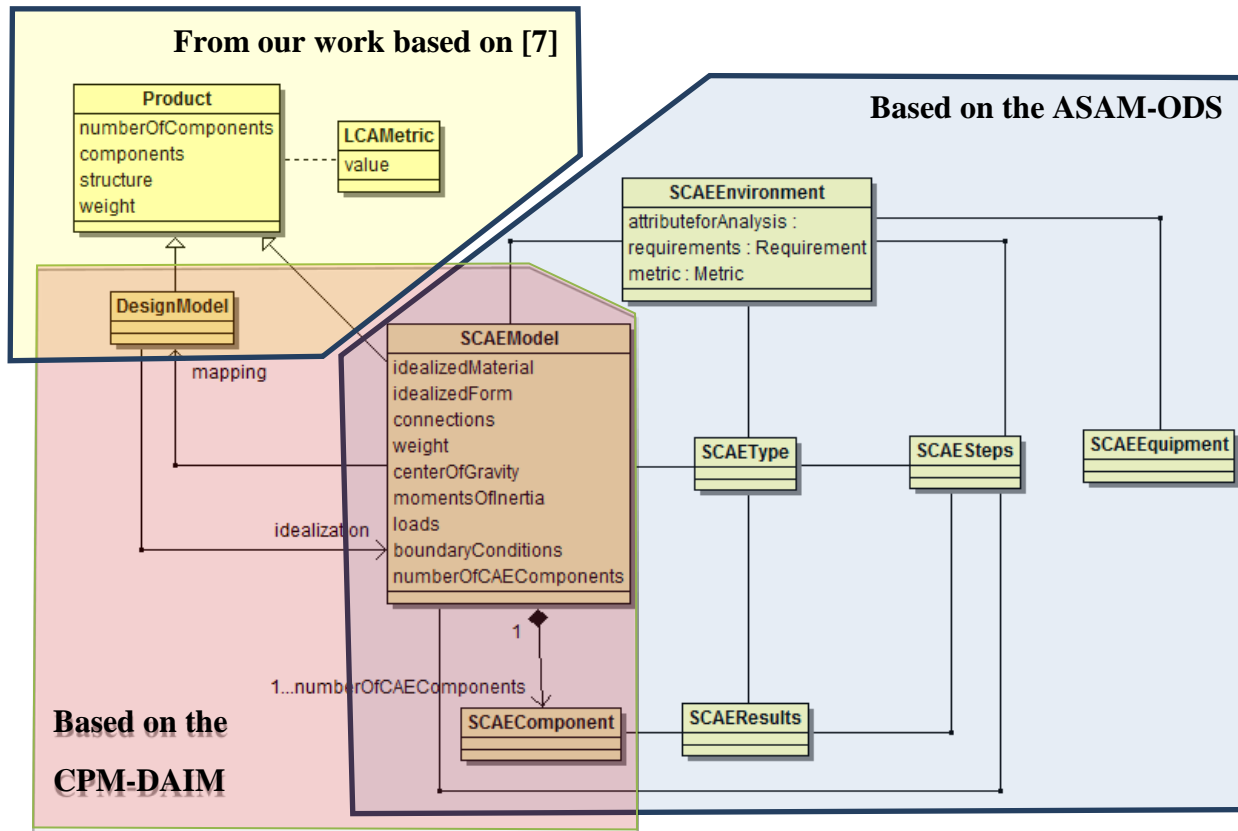 From our work based on [7]
Based on the ASAM-ODS
Product
numberOfComponents
components
structure
weight
LCAMetric
value
SCAEEnvironment
attributeforAnalysis :
requirements : Requirement
metric : Metric
DesignModel
mapping
SCAEModel
idealizedMaterial
idealizedForm
connections
weight
centerOfGravity
momentsOfInertia
loads
boundaryConditions
numberOfCAEComponents
idealization
SCAEType
SCAESteps
SCAEEquipment
1
1...numberOfCAEComponents
SCAEComponent
SCAEResults
Based on the
CPM-DAIM